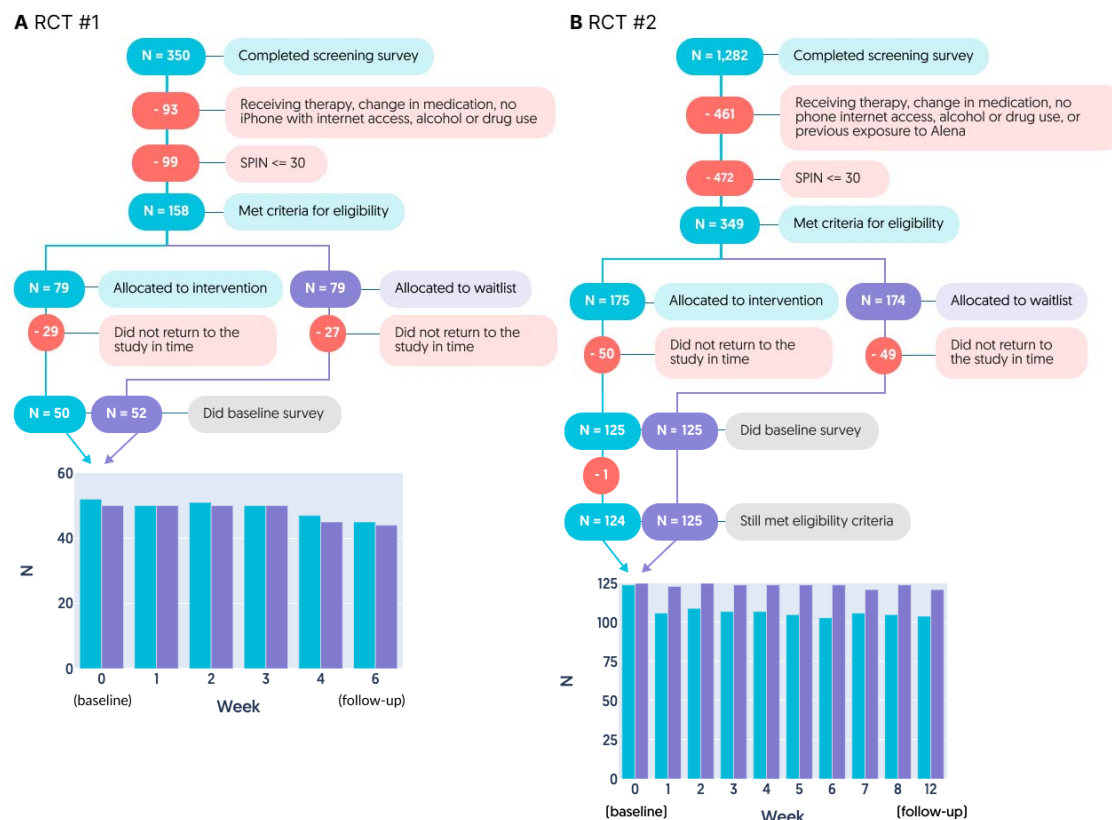 A RCT #1
N = 350
Completed screening survey
- 93
Receiving therapy, change in medication, no
iPhone with internet access, alcohol or drug use
- 99
SPIN <= 30
N = 158
Met criteria for eligibility
N = 79
Allocated to intervention
N = 79
Allocated to waitlist
- 29
Did not return to the
study in time
- 27
Did not return to the
study in time
N = 50
N = 52
Did baseline survey
60
40
20
0
N
0
1
2
3
4
6
(baseline)
(follow-up)
Week
B RCT #2
N = 1,282
Completed screening survey
- 461
Receiving therapy, change in medication, no
phone internet access, alcohol or drug use, or
previous exposure to Alena
- 472
SPIN <= 30
N = 349
Met criteria for eligibility
N = 175
Allocated to intervention
N = 174
Allocated to waitlist
- 50
Did not return to the
study in time
- 49
Did not return to
the study in time
N = 125
N = 125
Did baseline survey
- 1
N = 124
N = 125
Still met eligibility criteria
125
100
75
50
25
0
N
0
1
2
3
4
5
6
7
8
12
(baseline)
(follow-up)
Week